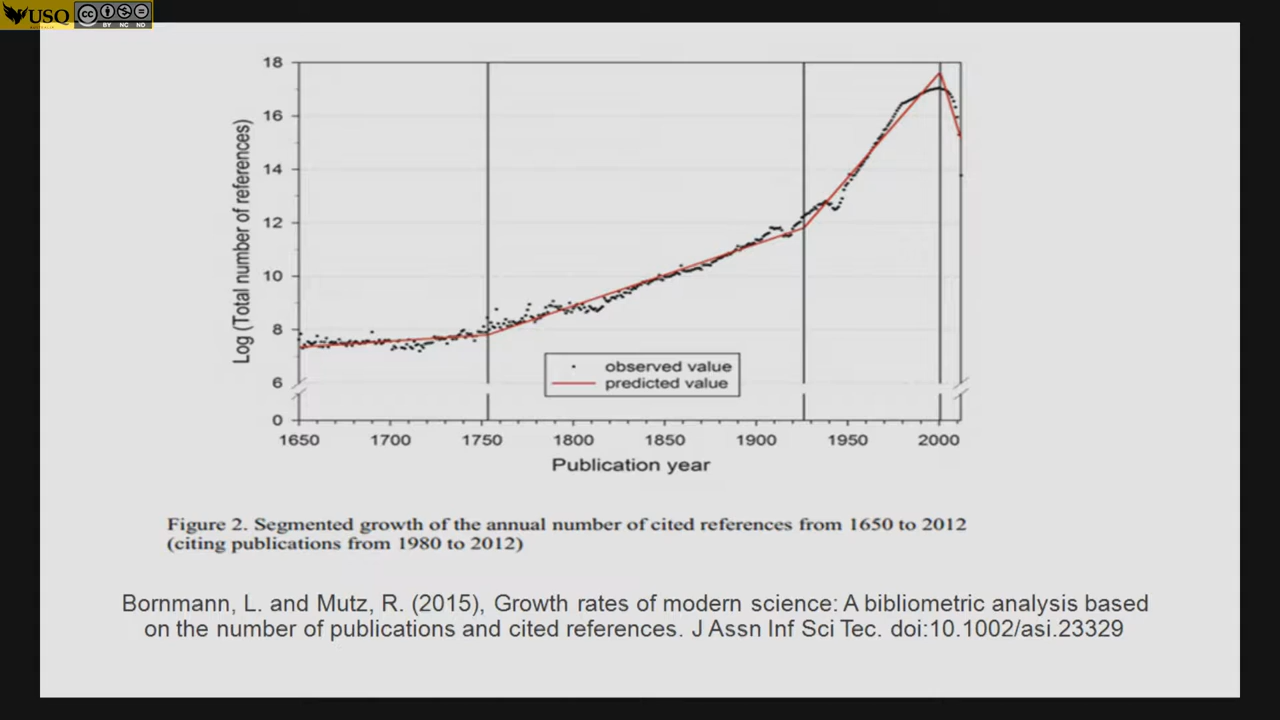 USQ
CC
BY NC ND
18
16
14
12
10
8
6
0
Log (Total number of references)
observed value
predicted value
1650 1700 1750 1800 1850 1900 1950 2000
Publication year
Figure 2. Segmented growth of the annual number of cited references from 1650 to 2012
(citing publications from 1980 to 2012)
Bornmann, L. and Mutz, R. (2015), Growth rates of modern science: A bibliometric analysis based
on the number of publications and cited references. J Assn Inf Sci Tec. doi:10.1002/asi.23329